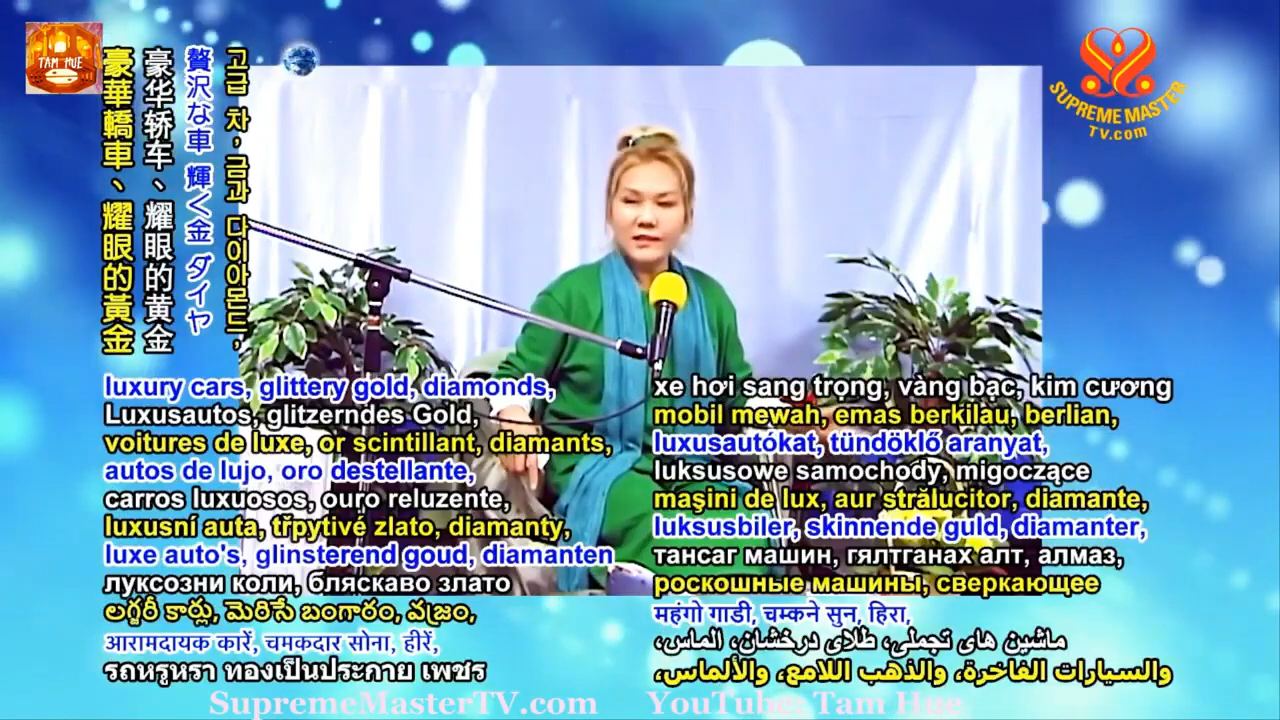 TAM HUE
豪華轎車、耀眼的黃金
豪华轿车、耀眼的黄金
贅沢な車 輝く金 ダイヤ
고급 차, 금과 다이아몬드,
SUPREME MASTER
TV.com
luxury cars, glittery gold, diamonds,
Luxusautos, glitzerndes Gold,
voitures de luxe, or scintillant, diamants,
autos de lujo, oro destellante,
carros luxuosos, ouro reluzente,
luxusní auta, třpytivé zlato, diamanty,
luxe auto's, glinsterend goud, diamanten
луксозни коли, бляскаво злато
లగ్జరీ కార్లు, మెరిసే బంగారం, వజ్రం,
आरामदायक कारें, चमकदार सोना, हीरें,
รถหรูหรา ทองเป็นประกาย เพชร
xe hơi sang trọng, vàng bạc, kim cương
mobil mewah, emas berkilau, berlian,
luxusautókat, tündöklő aranyat,
luksusowe samochody, migoczące
mașini de lux, aur strălucitor, diamante,
luksusbiler, skinnende guld, diamanter,
тансаг машин, гялтганах алт, алмаз,
роскошные машины, сверкающее
महंगो गाडी, चम्कने सुन, हिरा,
ماشین های تجملی، طلای درخشان، الماس،
والسيارات الفاخرة، والذهب اللامع، والألماس،
SupremeMasterTV.com YouTube: Tam Hue